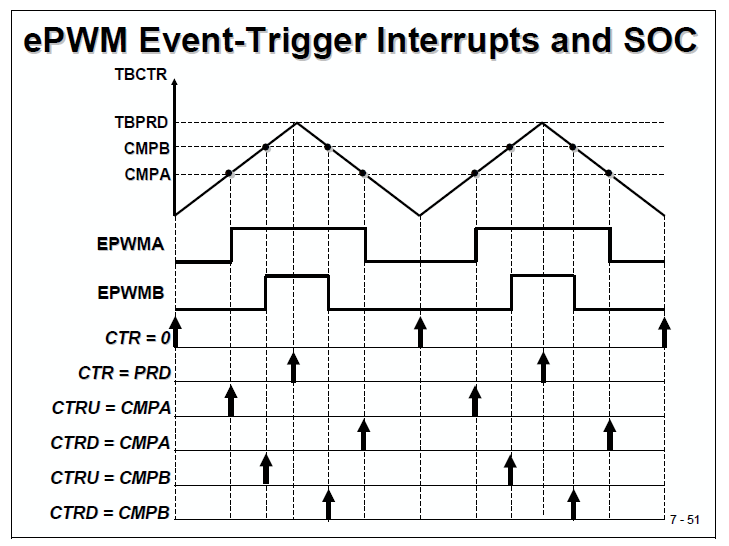 ePWM Event-Trigger Interrupts and SOC
TBCTR
TBPRD
CMPB
CMPA
EPWMA
EPWMB
CTR = 0
CTR = PRD
CTRU = CMPA
CTRD = CMPA
CTRU = CMPB
CTRD = CMPB
7 - 51